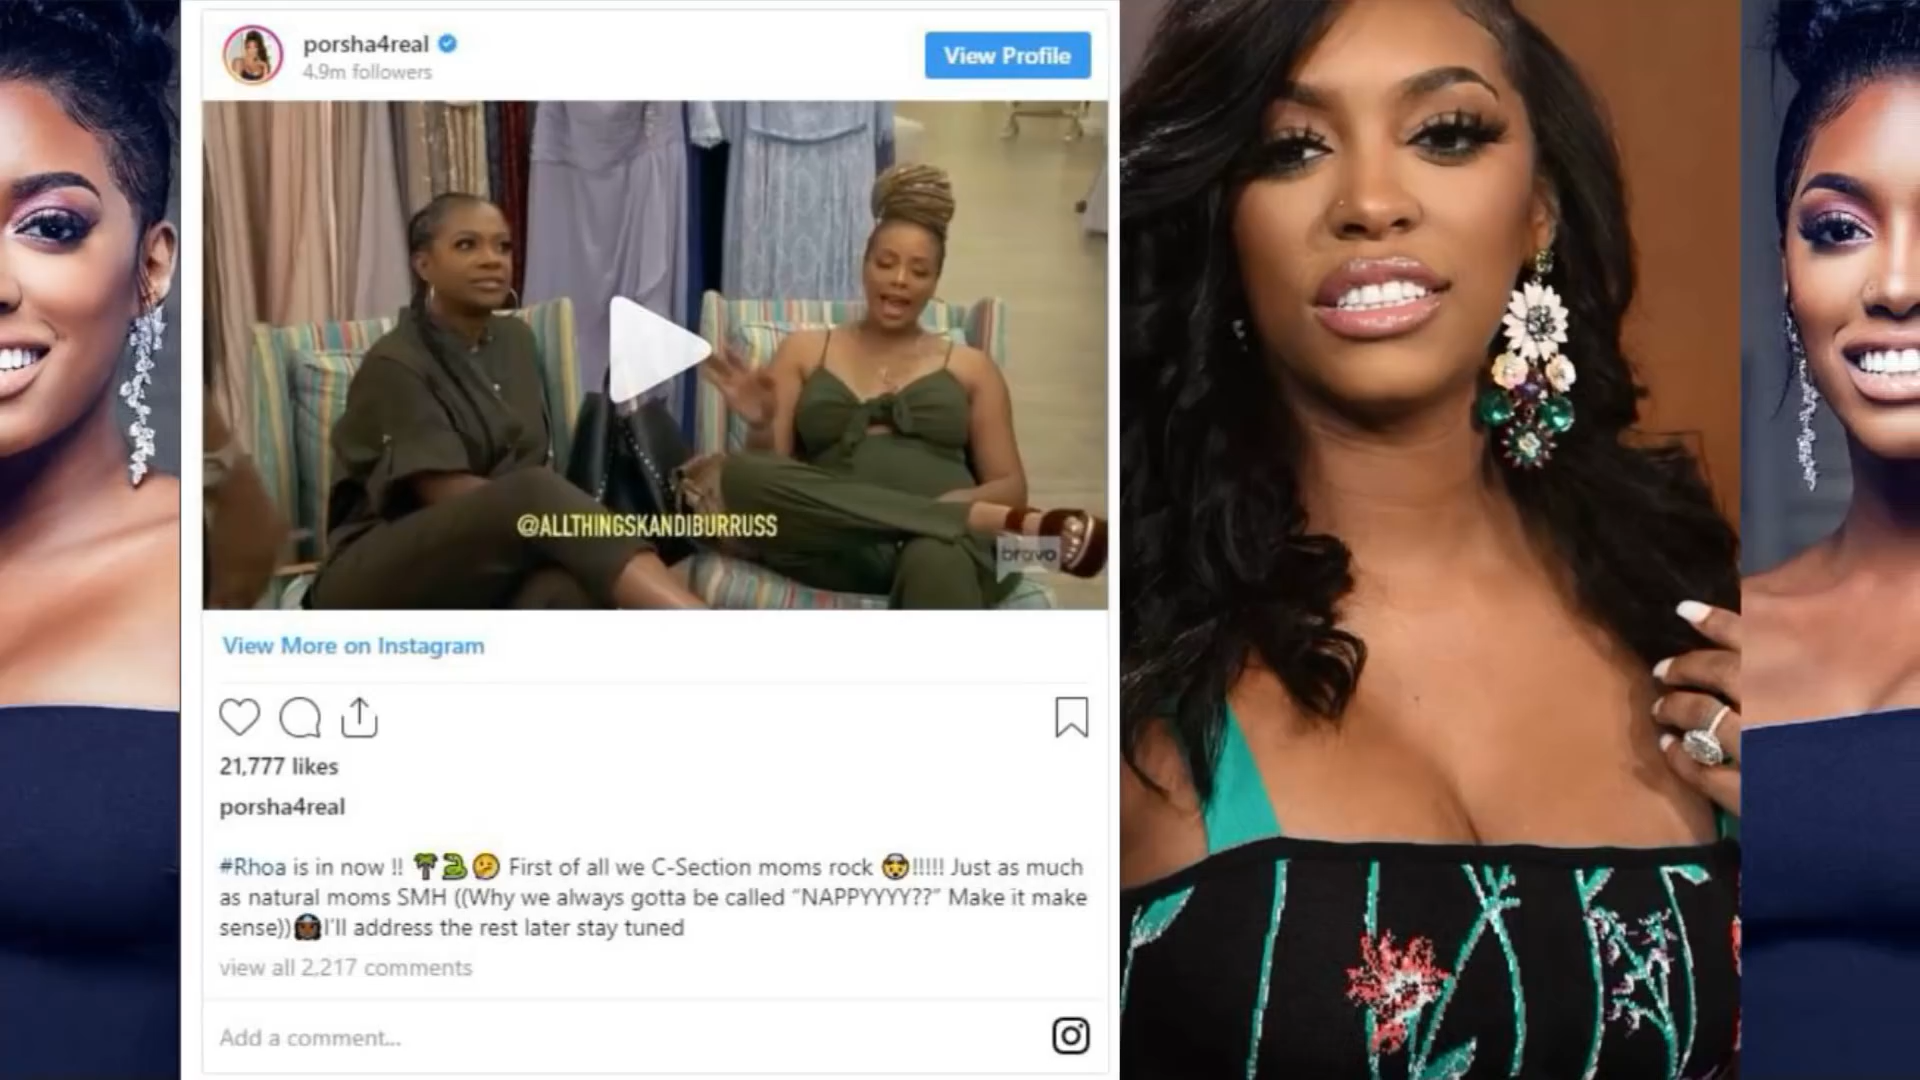 porsha4real
4.9m followers
View Profile
@ALLTHINGSKANDIBURRUSS
bravo
View More on Instagram
21,777 likes
porsha4real
#Rhoa is in now !! 🌴🐍🤔 First of all we C-Section moms rock 🤯!!!!! Just as much
as natural moms SMH ((Why we always gotta be called “NAPPYYYY??” Make it make
sense))🤦🏿‍♀️I’ll address the rest later stay tuned
view all 2,217 comments
Add a comment...